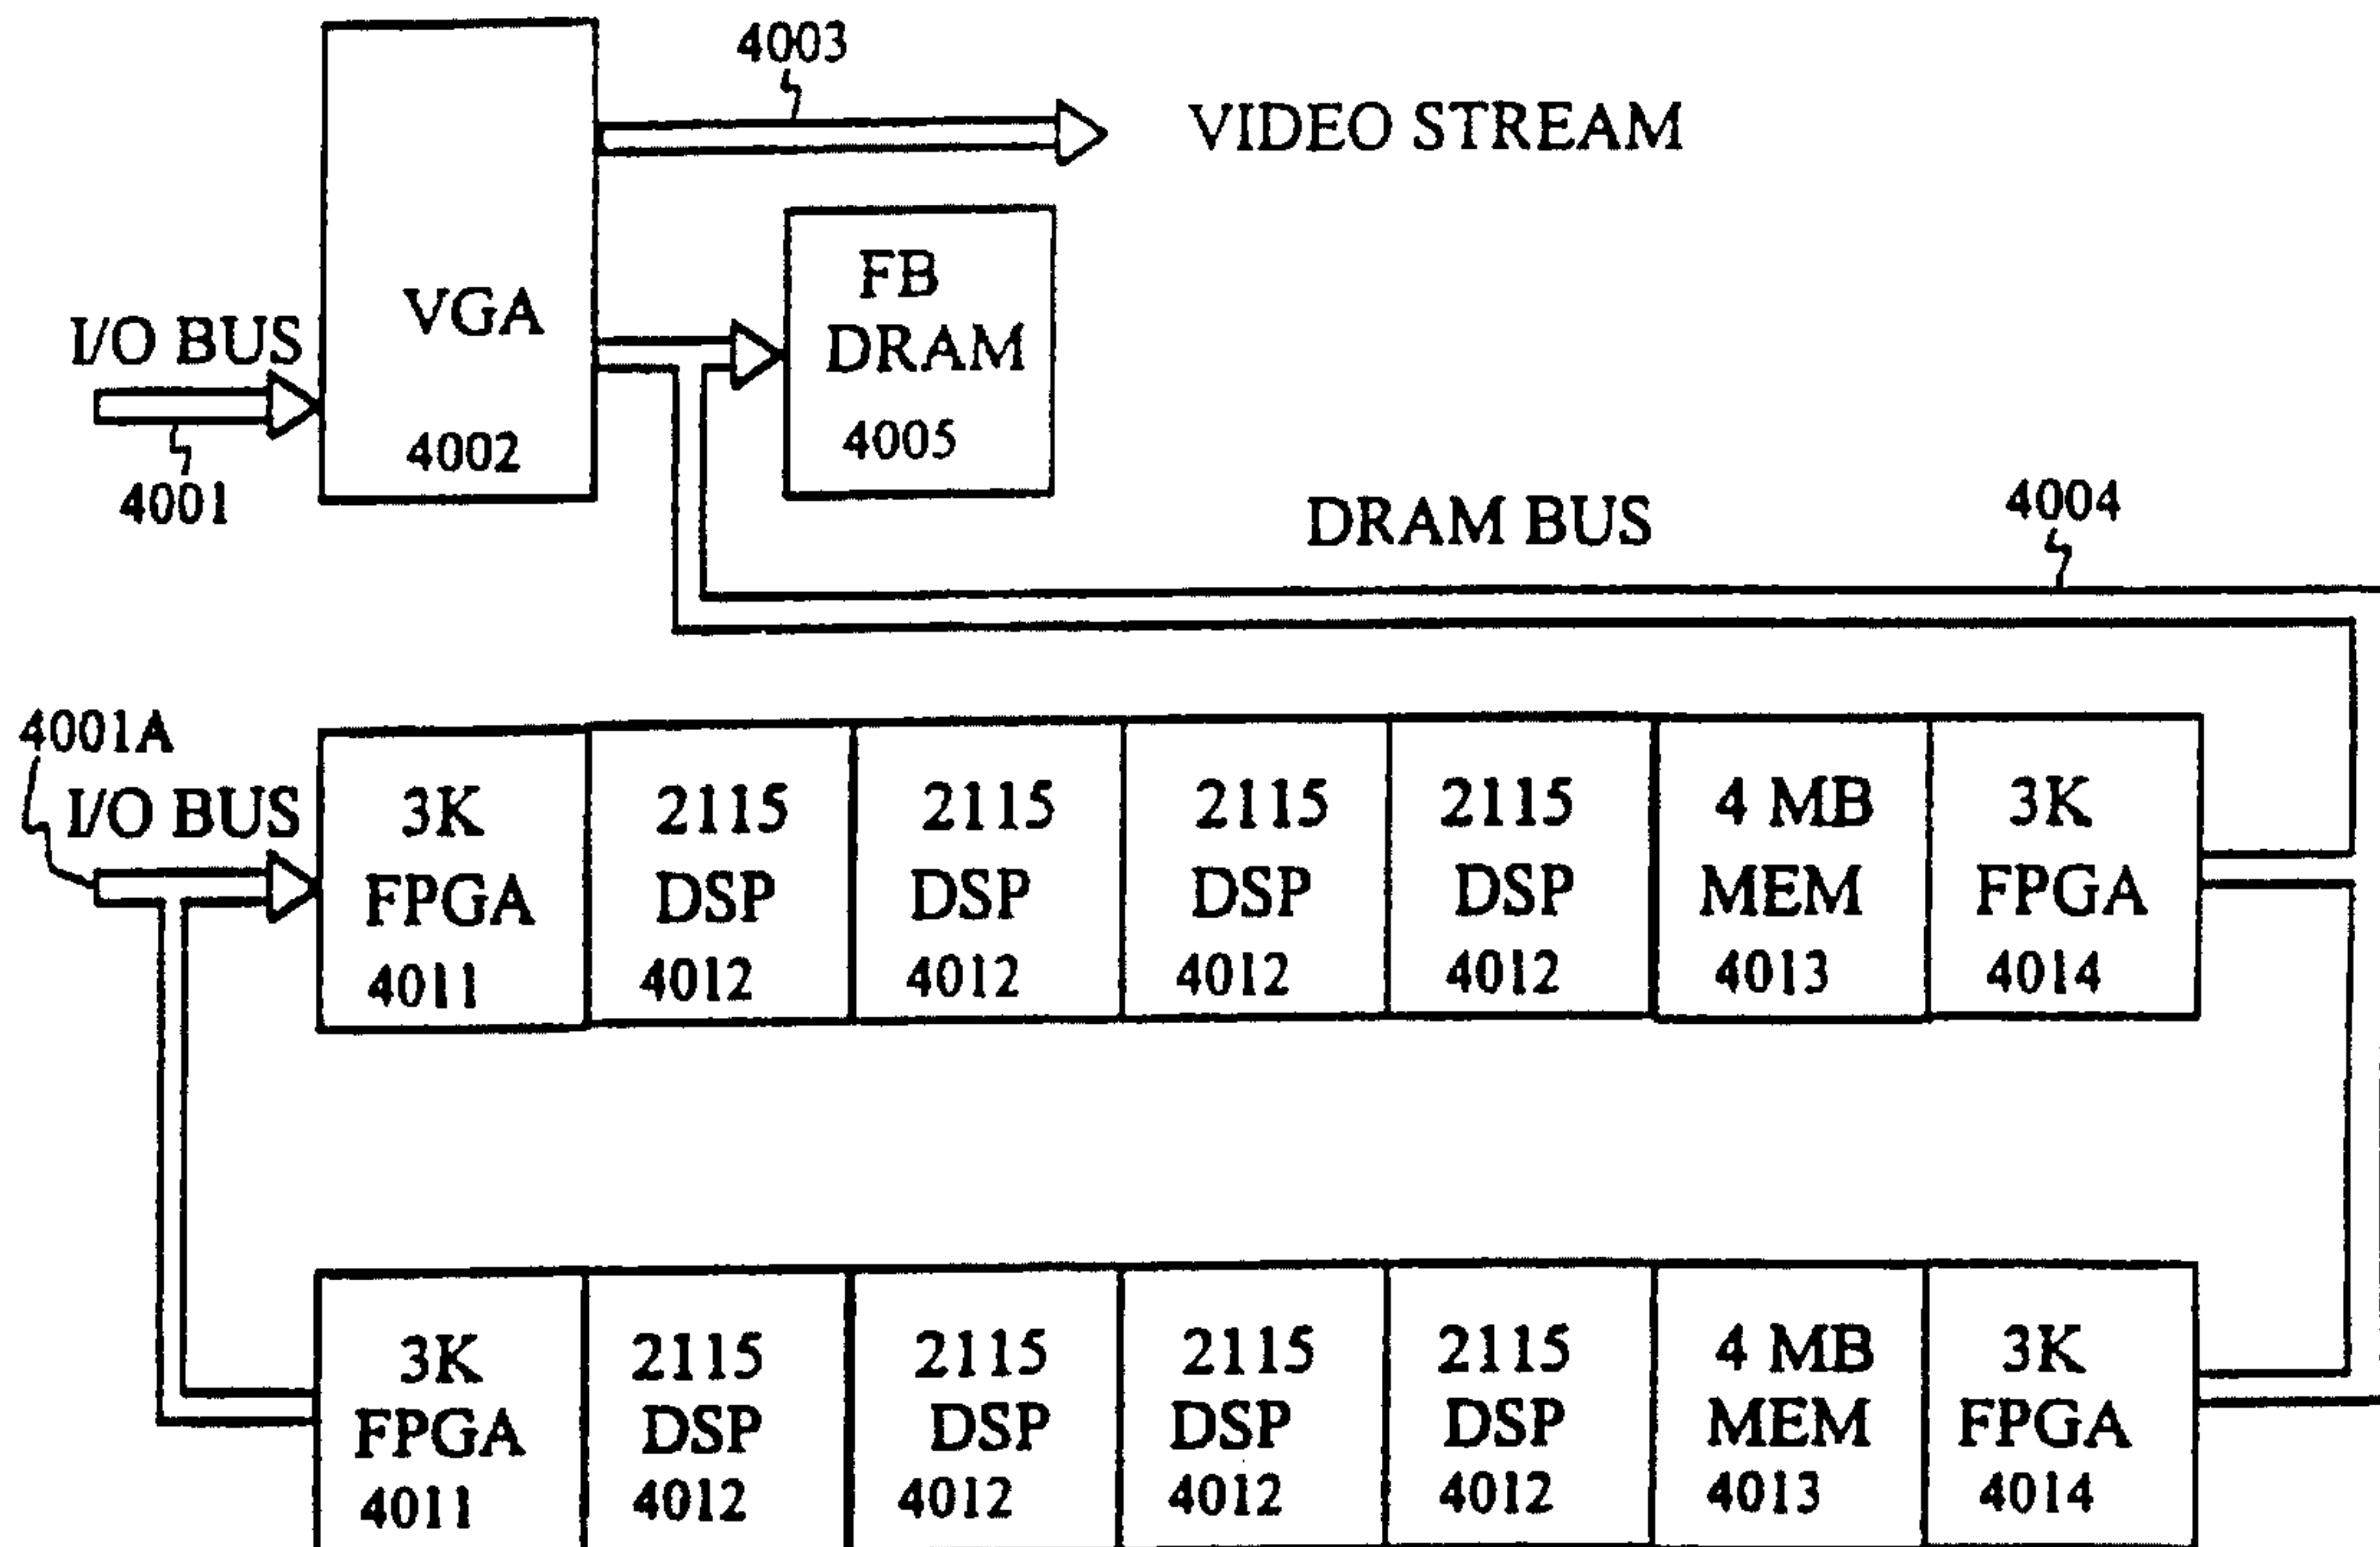 4003
VIDEO STREAM
FB
DRAM
4005
VGA
4002
I/O BUS
4001
DRAM BUS
4004
4001A
I/O BUS
3K
FPGA
4011
2115
DSP
4012
2115
DSP
4012
2115
DSP
4012
2115
DSP
4012
4 MB
MEM
4013
3K
FPGA
4014
3K
FPGA
4011
2115
DSP
4012
2115
DSP
4012
2115
DSP
4012
2115
DSP
4012
4 MB
MEM
4013
3K
FPGA
4014